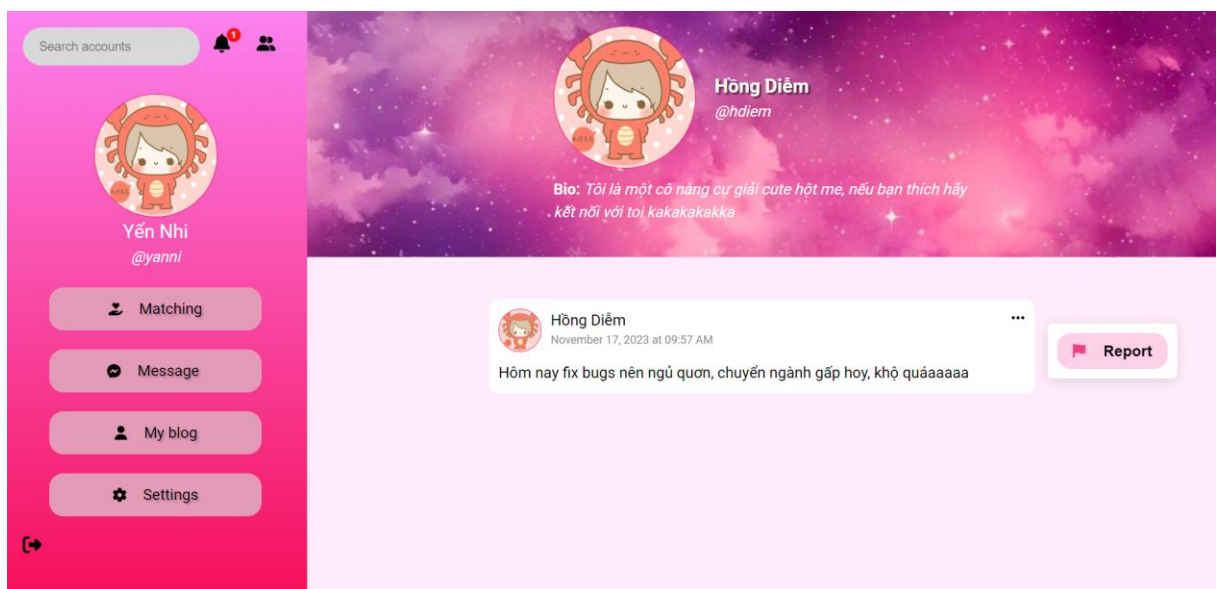 Search accounts
1
Yến Nhi
@yanni
Matching
Message
My blog
Settings
Hồng Diễm
@hdiem
Bio: Tôi là một cô nàng cự giải cute hột me, nếu bạn thích hãy
kết nối với toi kakakakakka
Hồng Diễm
November 17, 2023 at 09:57 AM
Hôm nay fix bugs nên ngủ quơn, chuyển ngành gấp hoy, khộ quáaaaaa
Report